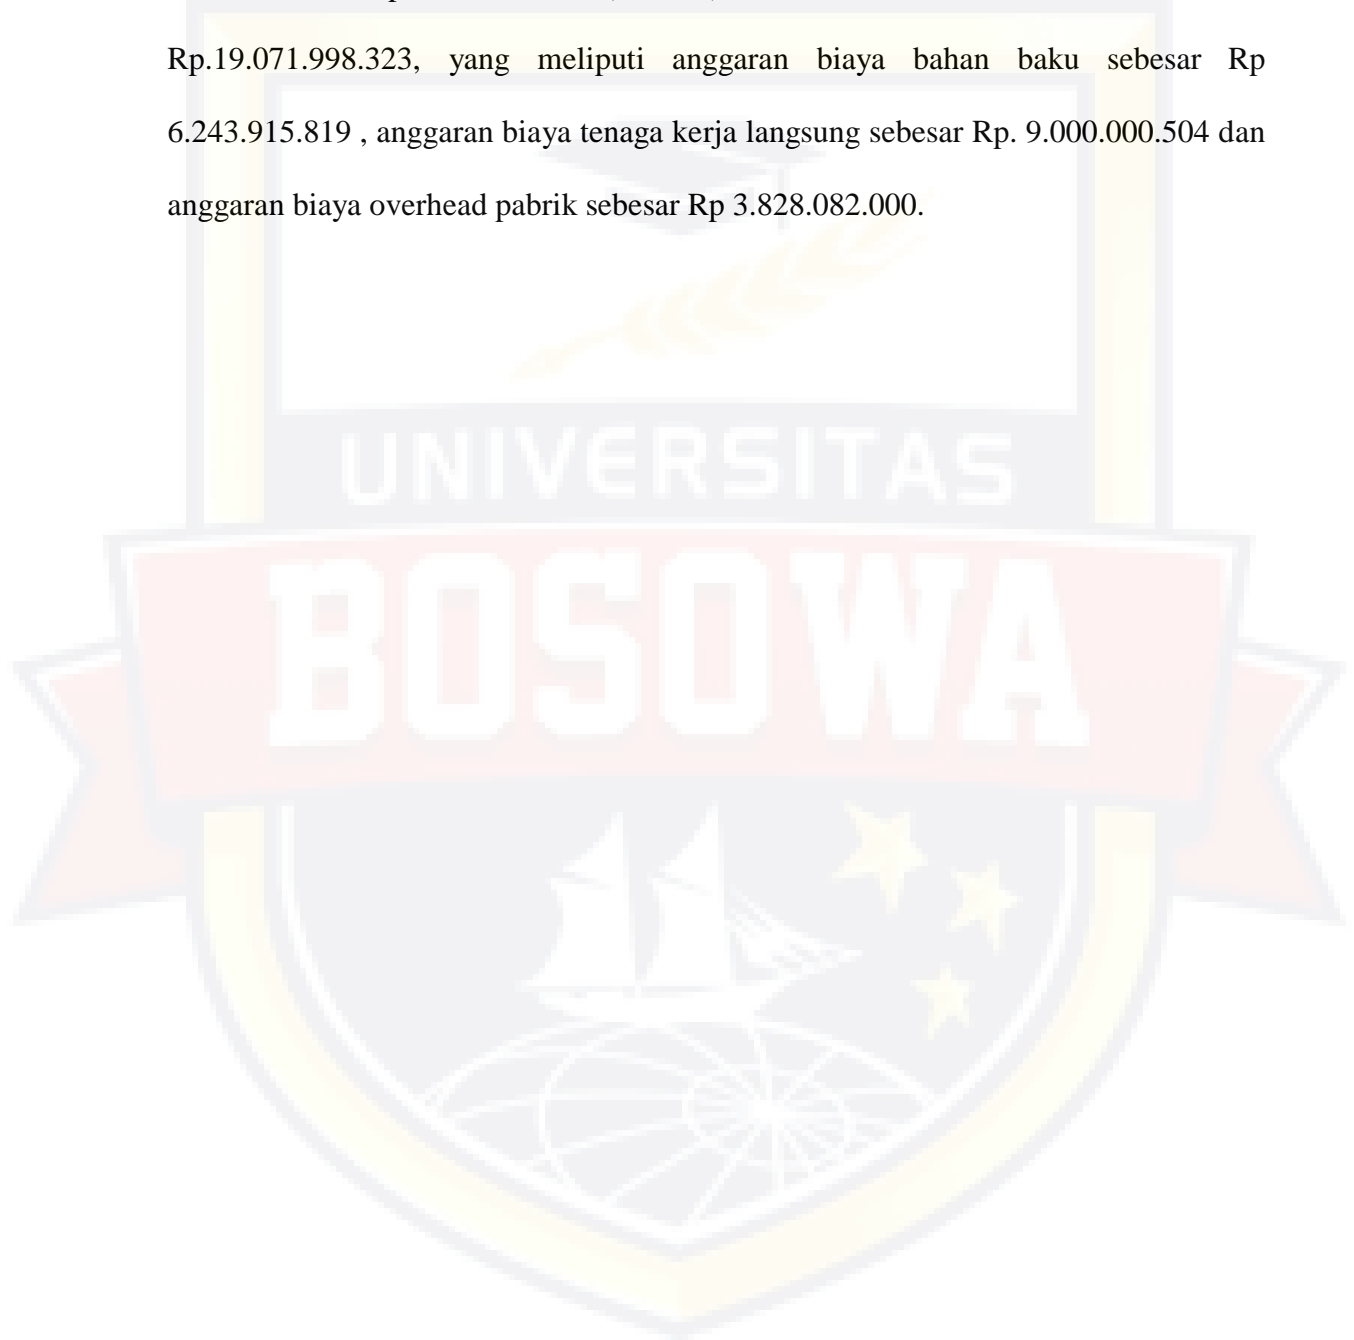 Rp.19.071.998.323, yang meliputi anggaran biaya bahan baku sebesar Rp
6.243.915.819 , anggaran biaya tenaga kerja langsung sebesar Rp. 9.000.000.504 dan
anggaran biaya overhead pabrik sebesar Rp 3.828.082.000.
UNIVERSITAS
BOSOWA